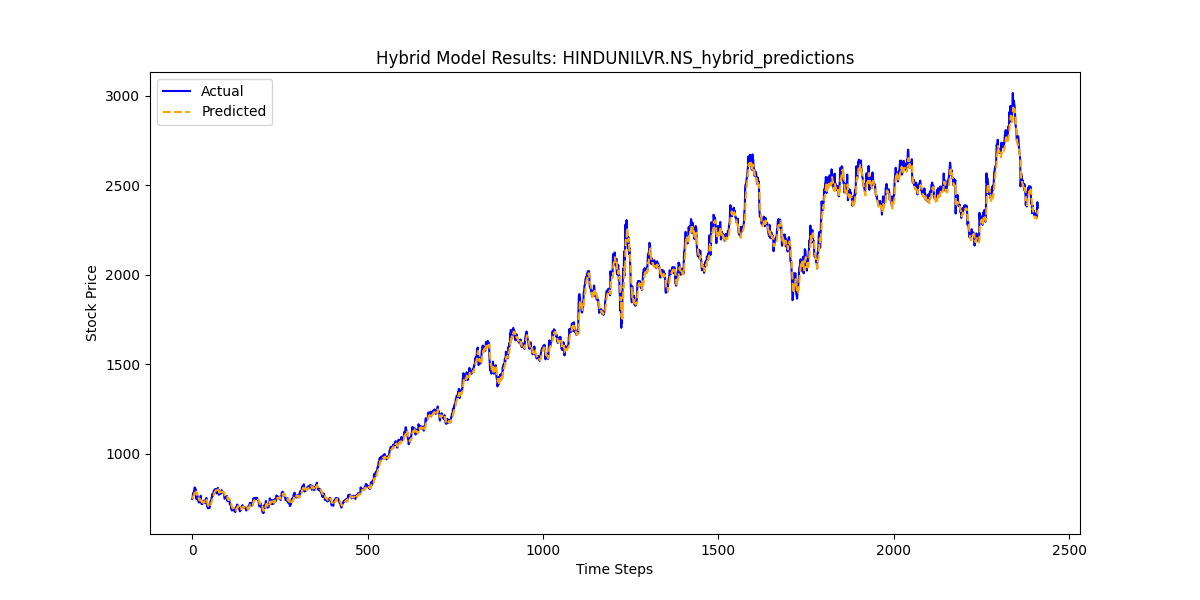 Hybrid Model Results: HINDUNILVR.NS_hybrid_predictions
Actual
Predicted
Stock Price
3000
2500
2000
1500
1000
0 500 1000 1500 2000 2500
Time Steps